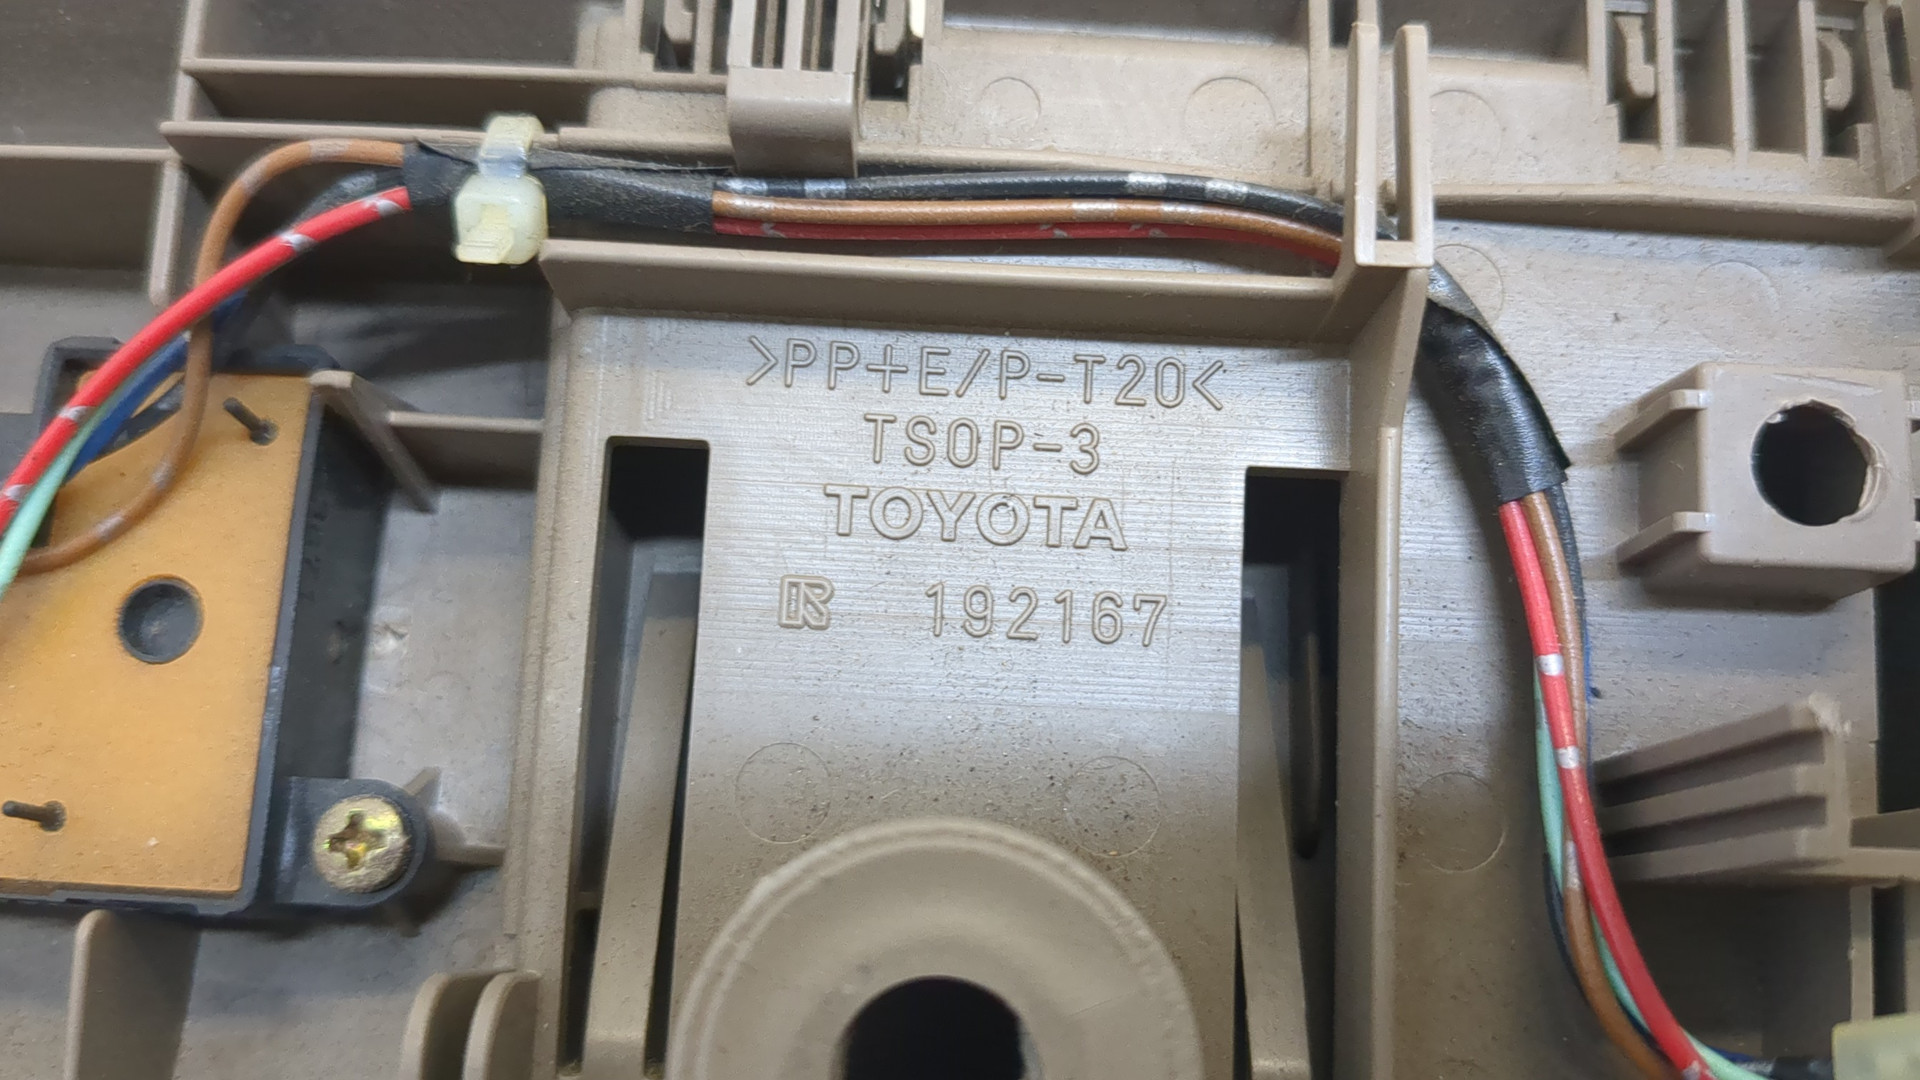 >PP+E/P-T20<
TSOP-3
TOYOTA
R 192167